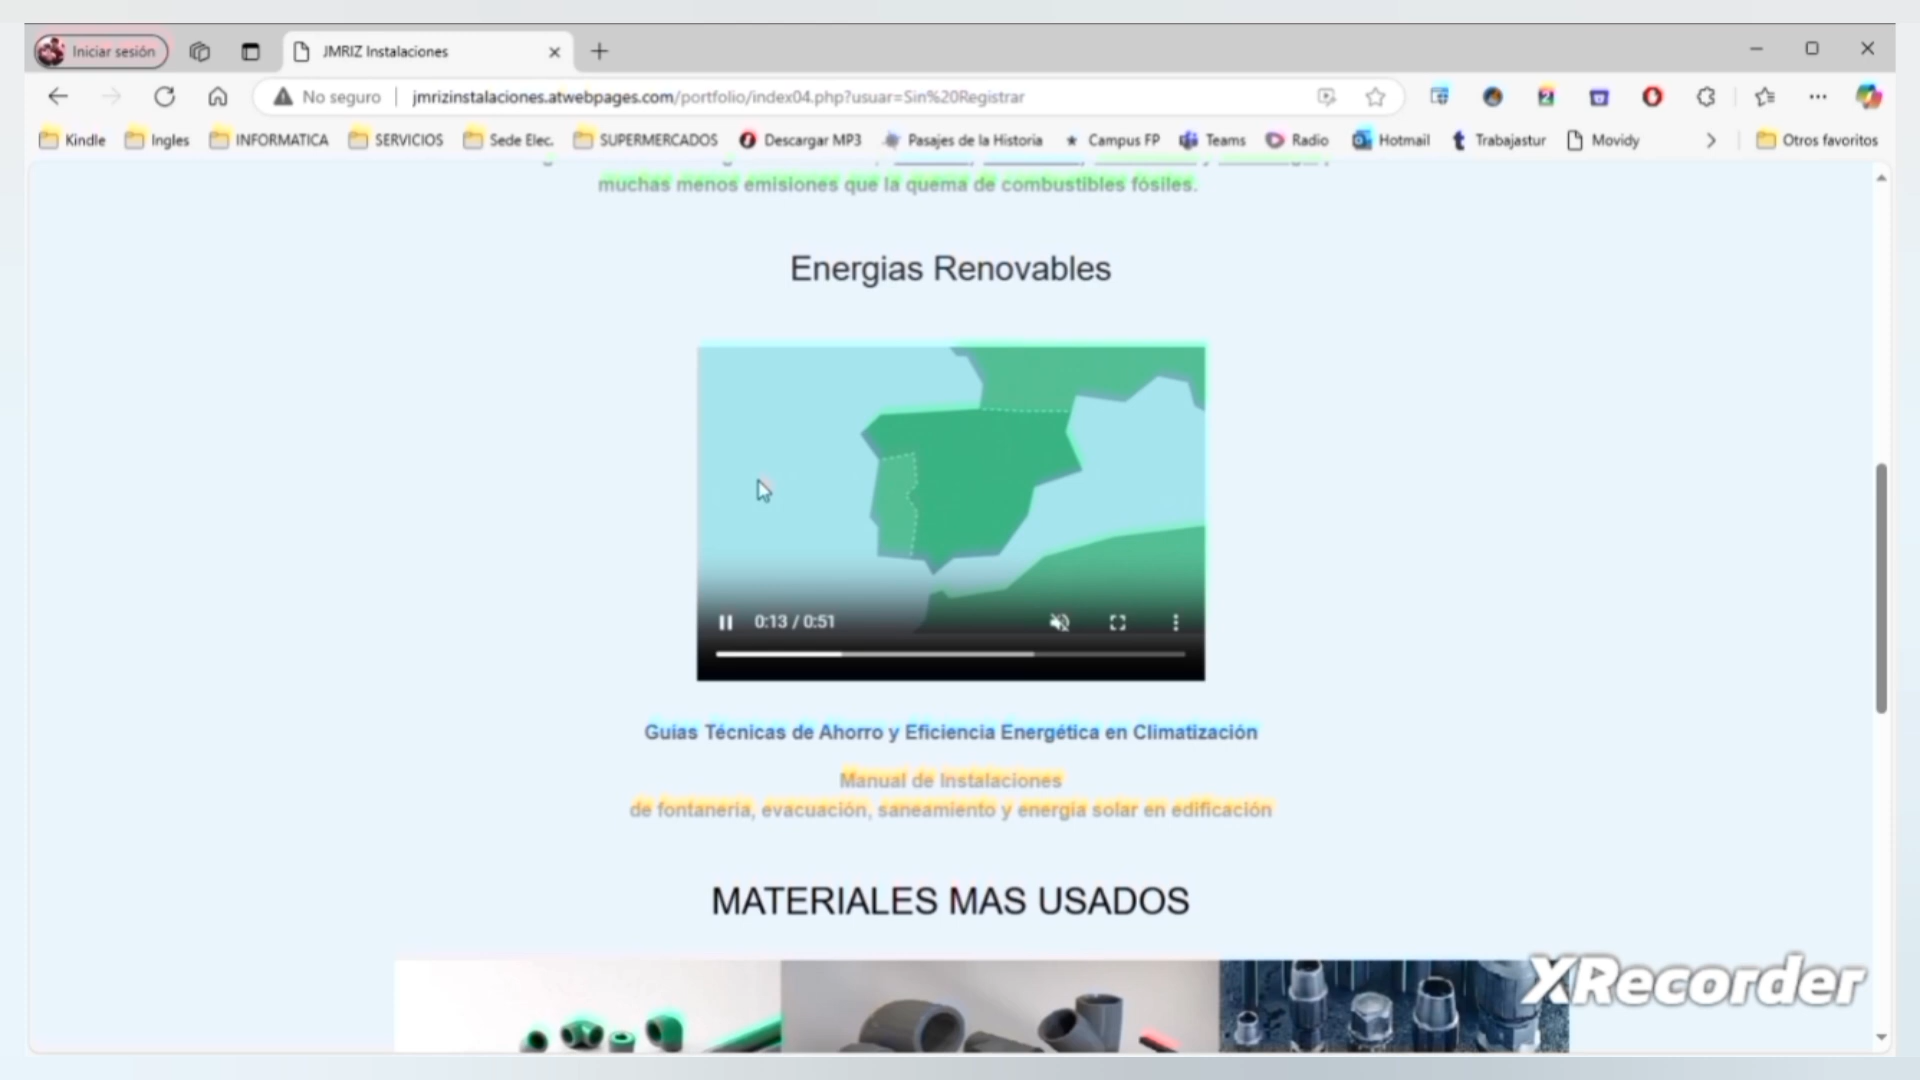 Iniciar sesión
JMRIZ Instalaciones
No seguro
jmrizinstalaciones.atwebpages.com/portfolio/index04.php?usuar=Sin%20Registrar
Kindle Ingles INFORMATICA SERVICIOS Sede Elec. SUPERMERCADOS Descargar MP3 Pasajes de la Historia Campus FP Teams Radio Hotmail Trabajastur Movidy Otros favoritos
muchas menos emisiones que la quema de combustibles fósiles.
Energias Renovables
0:13 / 0:51
Guías Técnicas de Ahorro y Eficiencia Energética en Climatización
Manual de Instalaciones
de fontanería, evacuación, saneamiento y energía solar en edificación
MATERIALES MAS USADOS
XRecorder